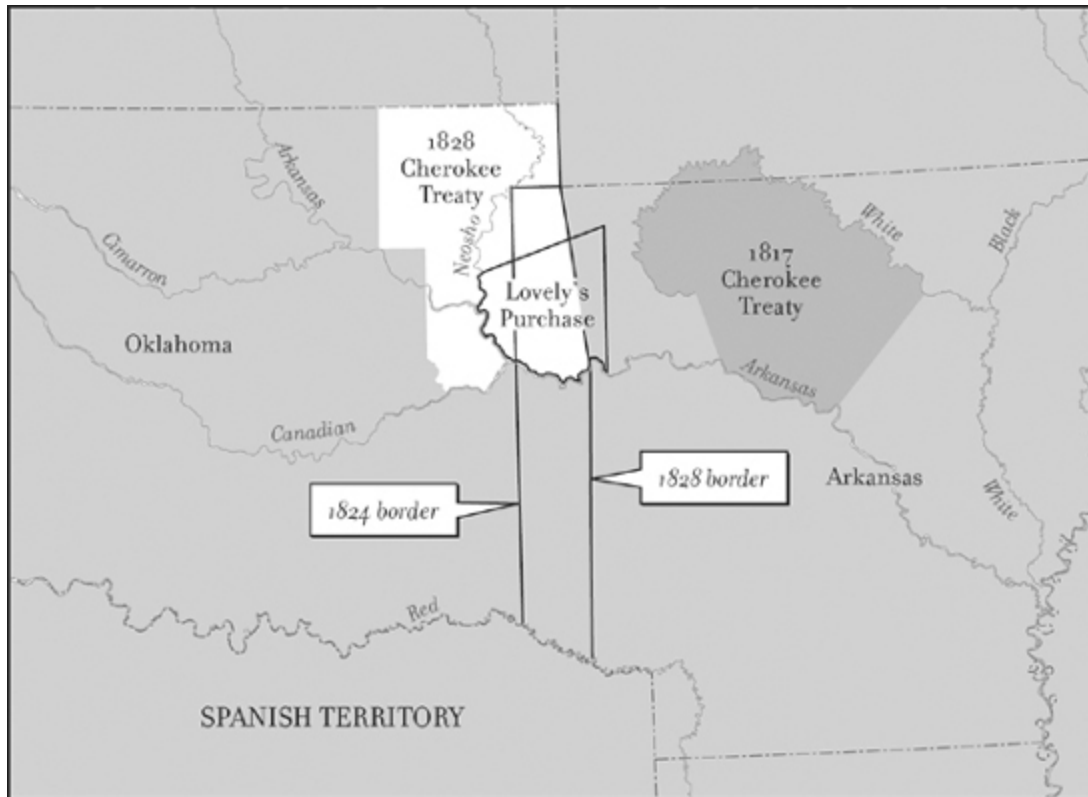 1828
Cherokee
Treaty
Arkansas
Neosho
Cimarron
White
Black
1817
Cherokee
Treaty
Lovely's
Purchase
Oklahoma
Arkansas
Canadian
1828 border
Arkansas
White
1824 border
Red
SPANISH TERRITORY